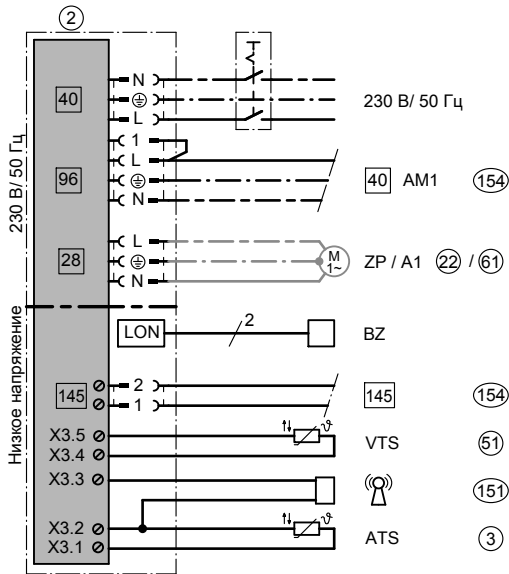 2
N
40
L
230 В/ 50 Гц
1
L
96
N
40 AM1 154
230 В/ 50 Гц
L
28
N
M
1~
ZP / A1 22 / 61
LON 2 BZ
Низкое напряжение
145 2 145 154
1
X3.5 ϑ VTS 51
X3.4
X3.3 151
X3.2 ϑ ATS 3
X3.1